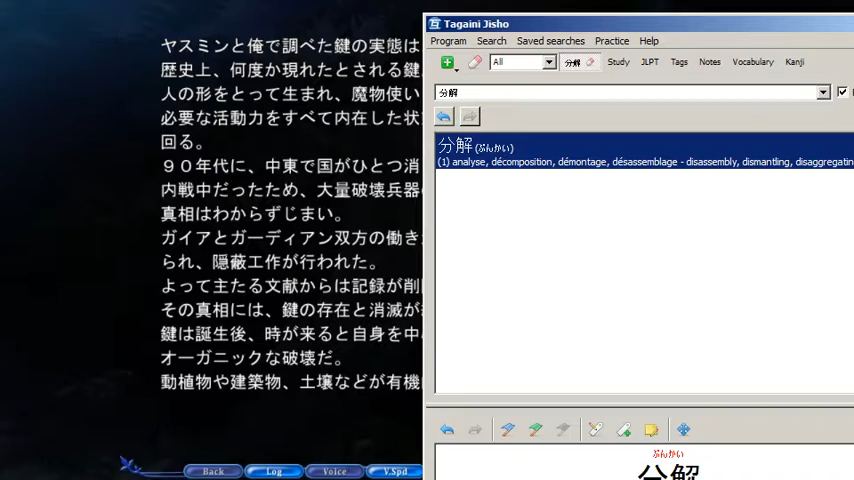 ヤスミンと俺で調べた鍵の実態は
歴史上、何度か現れたとされる鍵
人の形をとって生まれ、魔物使い
必要な活動力をすべて内在した状
回る。
９０年代に、中東で国がひとつ消
内戦中だったため、大量破壊兵器
真相はわからずじまい。
ガイアとガーディアン双方の働き
られ、隠蔽工作が行われた。
よって主たる文献からは記録が削
その真相には、鍵の存在と消滅が
鍵は誕生後、時が来ると自身を中
オーガニックな破壊だ。
動植物や建築物、土壌などが有機
Back Log Voice V.Spd
Tagaini Jisho
Program Search Saved searches Practice Help
All 分解 Study JLPT Tags Notes Vocabulary Kanji
分解
分解 (ぶんかい)
(1) analyse, décomposition, démontage, désassemblage - disassembly, dismantling, disaggregatin
ぶんかい
分解